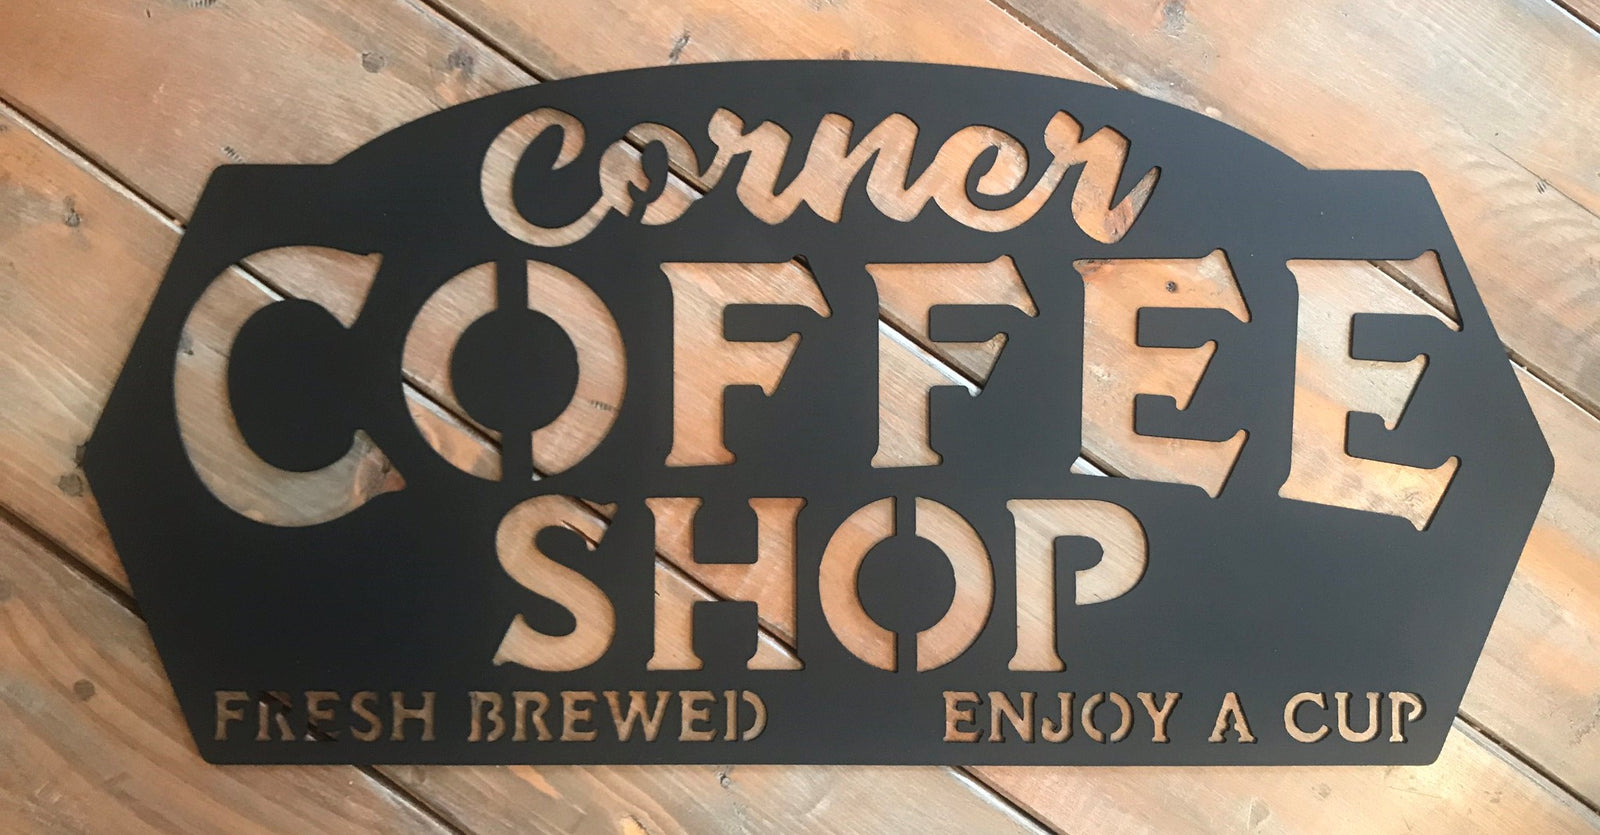 Corner
COFFEE
SHOP
FRESH BREWED ENJOY A CUP